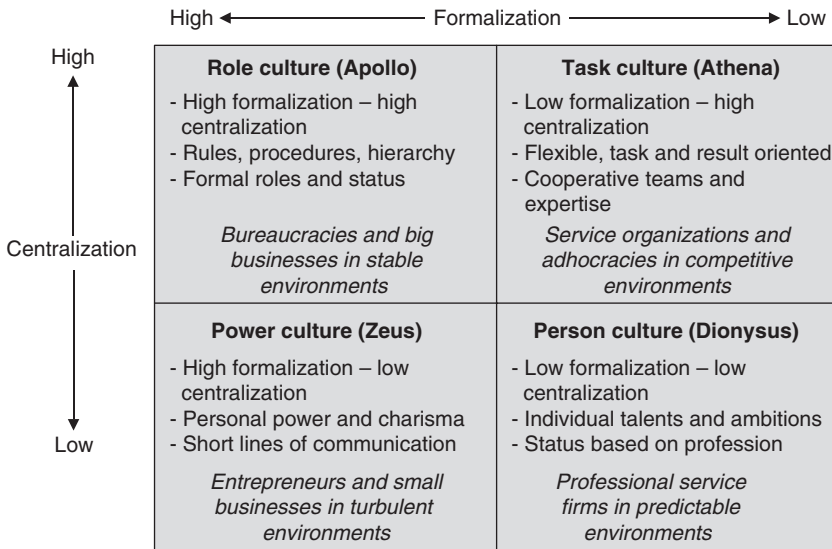 High Formalization Low
High
Centralization
Low
Role culture (Apollo)
- High formalization – high
centralization
- Rules, procedures, hierarchy
- Formal roles and status
Bureaucracies and big
businesses in stable
environments
Task culture (Athena)
- Low formalization – high
centralization
- Flexible, task and result oriented
- Cooperative teams and
expertise
Service organizations and
adhocracies in competitive
environments
Power culture (Zeus)
- High formalization – low
centralization
- Personal power and charisma
- Short lines of communication
Entrepreneurs and small
businesses in turbulent
environments
Person culture (Dionysus)
- Low formalization – low
centralization
- Individual talents and ambitions
- Status based on profession
Professional service
firms in predictable
environments